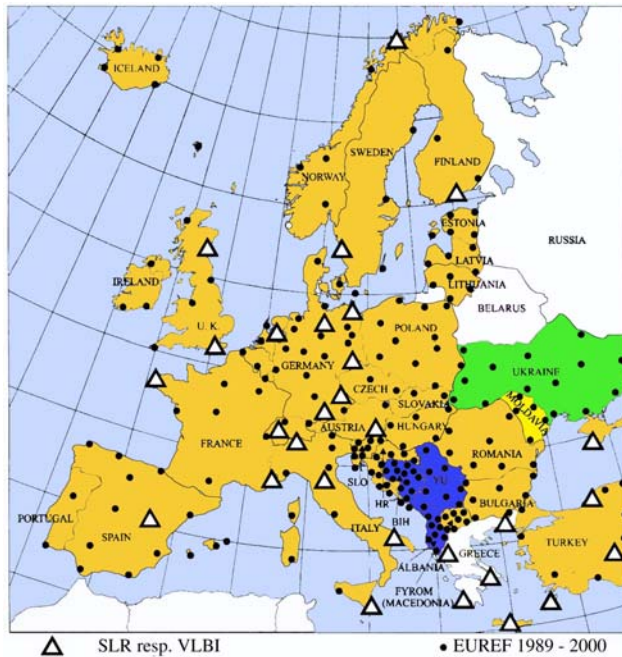 ICELAND
SWEDEN
FINLAND
NORWAY
ESTONIA
RUSSIA
LATVIA
LITHUANIA
IRELAND
BELARUS
U.K.
POLAND
GERMANY
UKRAINE
CZECH
MOLDAVIA
SLOVAKIA
AUSTRIA
HUNGARY
FRANCE
ROMANIA
SLO
YU
HR
BULGARIA
PORTUGAL
SPAIN
ITALY
BIH
GREECE
TURKEY
ALBANIA
FYROM
(MACEDONIA)
SLR resp. VLBI
EUREF 1989 - 2000